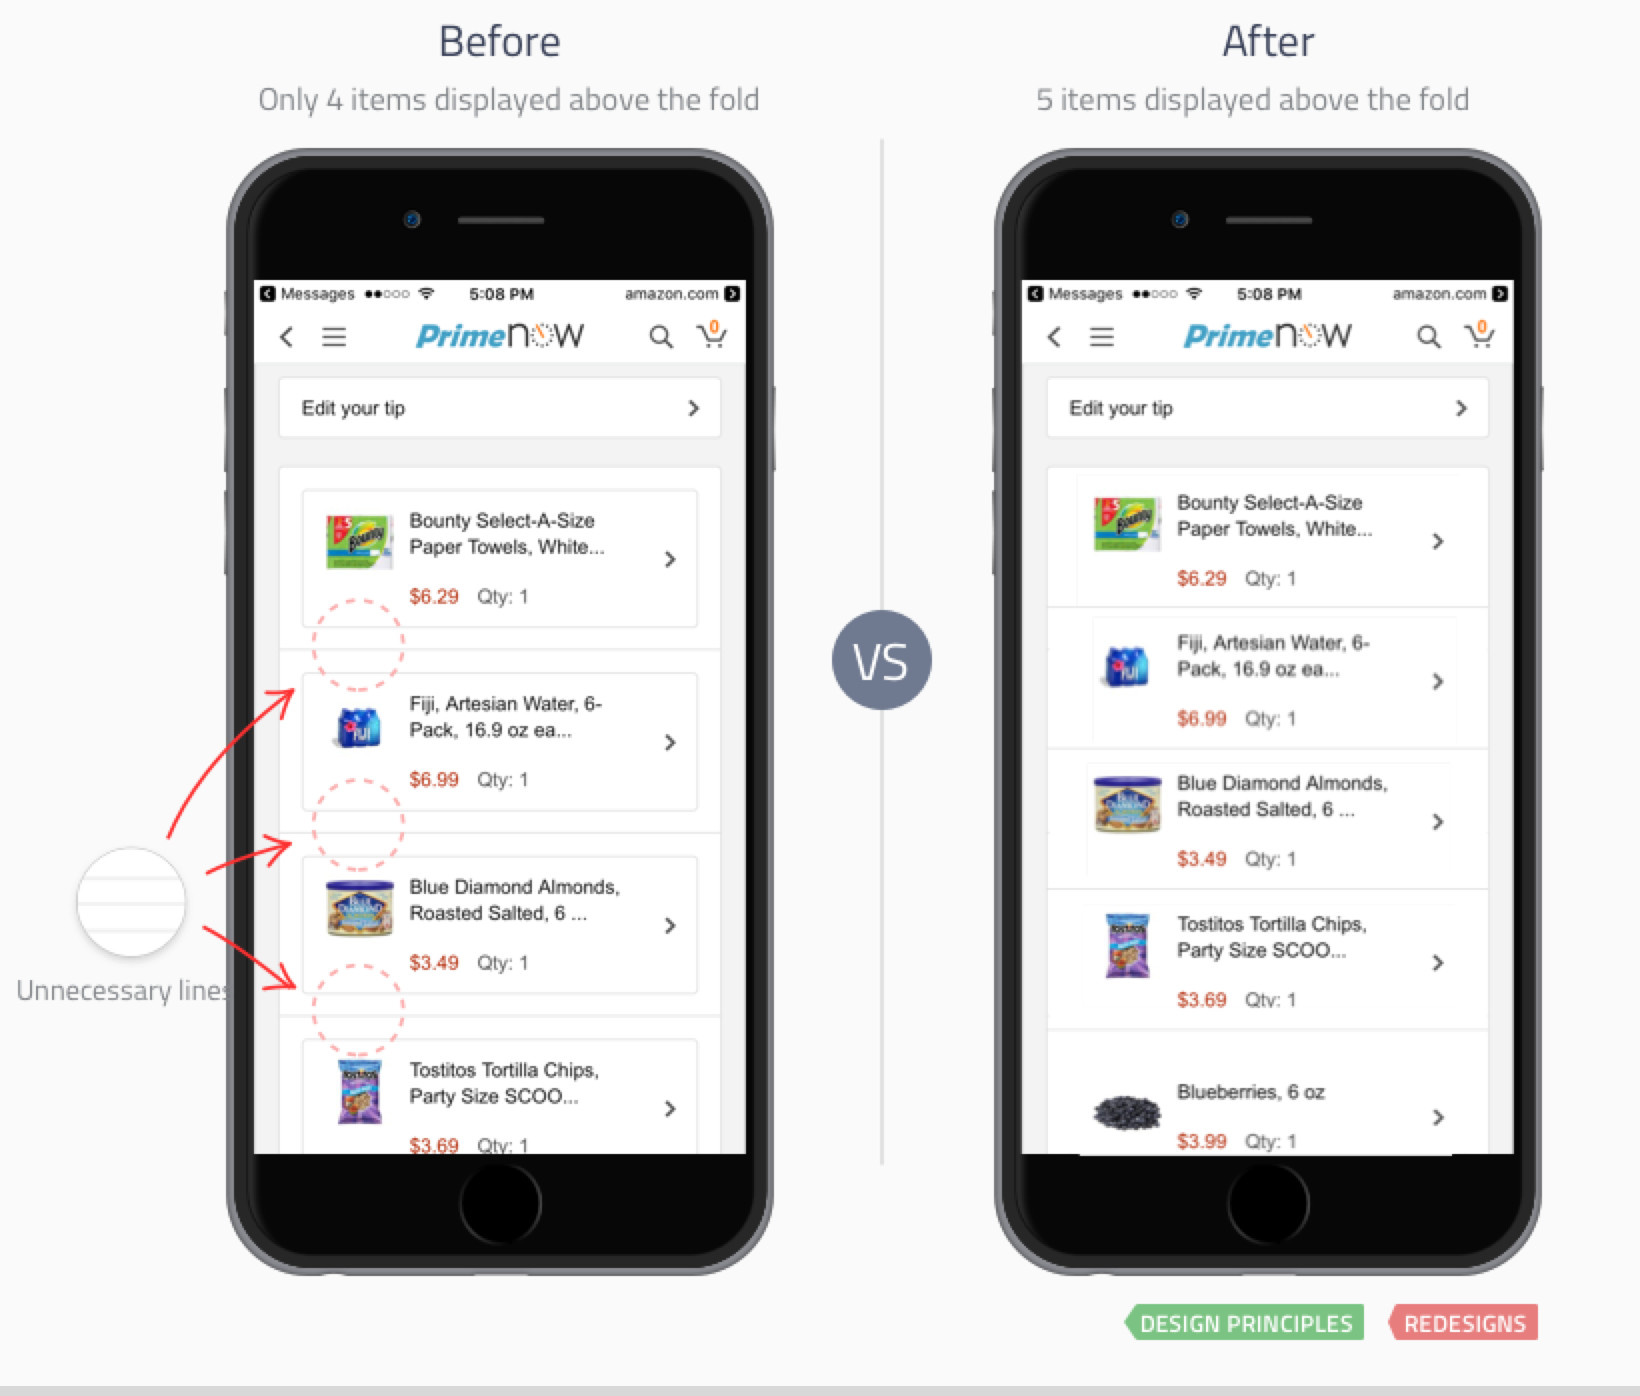 Before
Only 4 items displayed above the fold
Messages 5:08 PM amazon.com
Prime now 0
Edit your tip
Bounty Select-A-Size
Paper Towels, White...
$6.29 Qty: 1
Fiji, Artesian Water, 6-
Pack, 16.9 oz ea...
$6.99 Qty: 1
Blue Diamond Almonds,
Roasted Salted, 6 ...
$3.49 Qty: 1
Tostitos Tortilla Chips,
Party Size SCOO...
$3.69 Qty: 1
Unnecessary lines
VS
After
5 items displayed above the fold
Messages 5:08 PM amazon.com
Prime now 0
Edit your tip
Bounty Select-A-Size
Paper Towels, White...
$6.29 Qty: 1
Fiji, Artesian Water, 6-
Pack, 16.9 oz ea...
$6.99 Qty: 1
Blue Diamond Almonds,
Roasted Salted, 6 ...
$3.49 Qty: 1
Tostitos Tortilla Chips,
Party Size SCOO...
$3.69 Qty: 1
Blueberries, 6 oz
$3.99 Qty: 1
DESIGN PRINCIPLES REDESIGNS